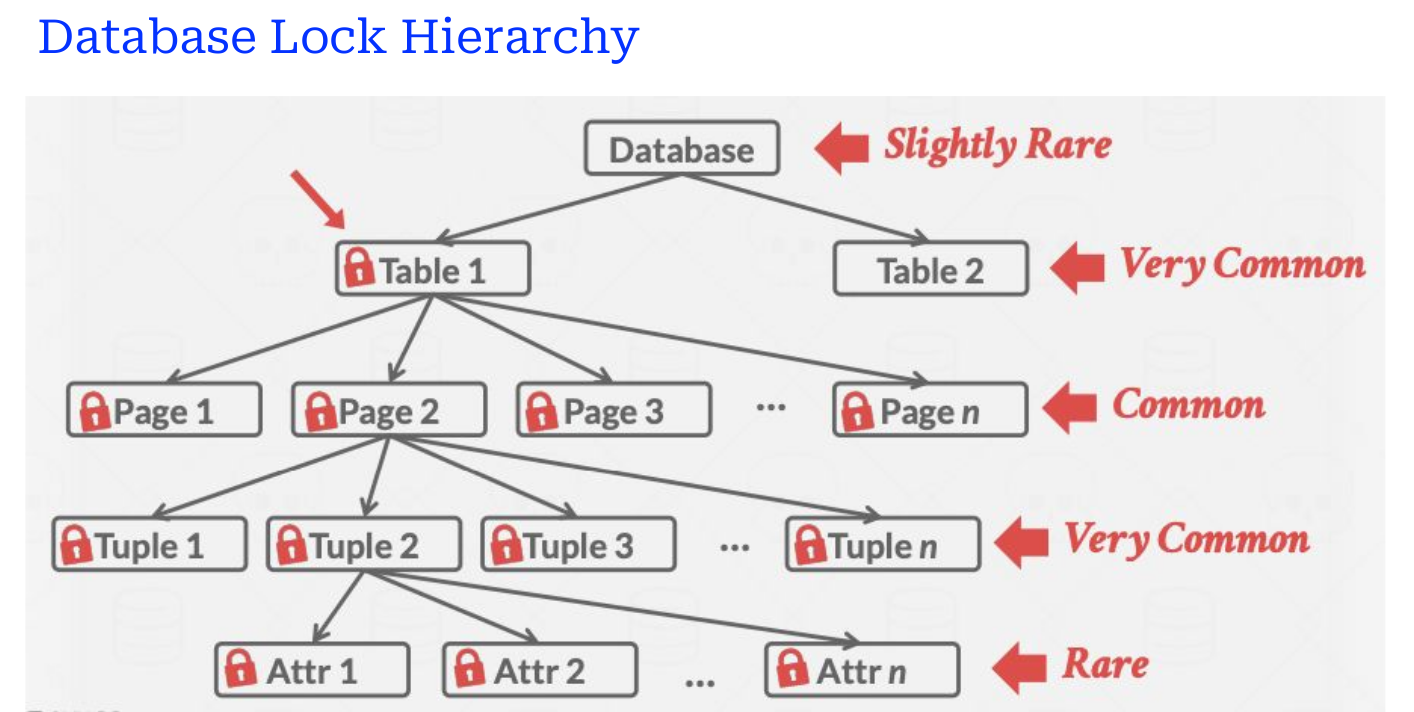 Database Lock Hierarchy
Database Slightly Rare
Table 1 Table 2 Very Common
Page 1 Page 2 Page 3 ... Page n Common
Tuple 1 Tuple 2 Tuple 3 ... Tuple n Very Common
Attr 1 Attr 2 ... Attr n Rare